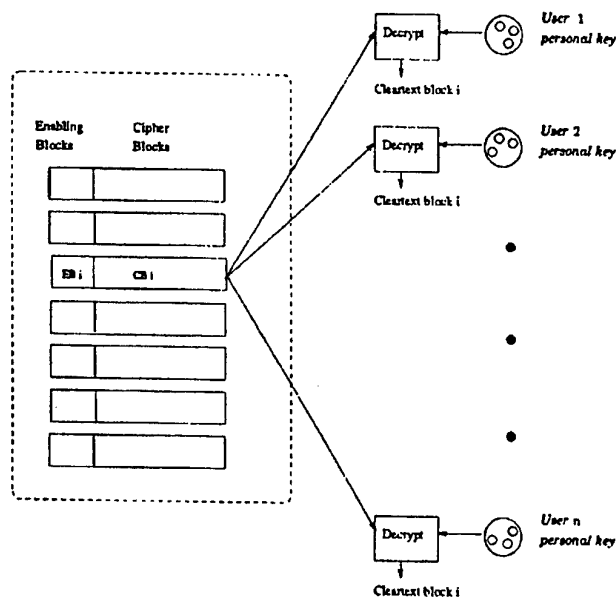 User 1
personal key
Decrypt
Cleartext block i
Enabling
Blocks
Cipher
Blocks
User 2
personal key
Decrypt
Cleartext block i
EB i
CB i
User n
personal key
Decrypt
Cleartext block i